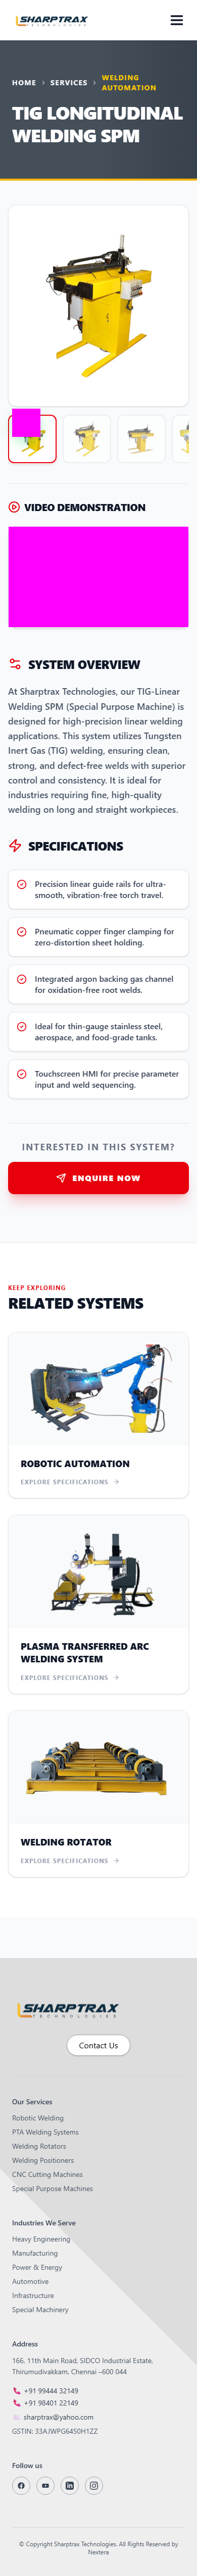 SHARPTRAX
TECHNOLOGIES
HOME > SERVICES > WELDING
AUTOMATION
TIG LONGITUDINAL
WELDING SPM
VIDEO DEMONSTRATION
SYSTEM OVERVIEW
At Sharptrax Technologies, our TIG-Linear
Welding SPM (Special Purpose Machine) is
designed for high-precision linear welding
applications. This system utilizes Tungsten
Inert Gas (TIG) welding, ensuring clean,
strong, and defect-free welds with superior
control and consistency. It is ideal for
industries requiring fine, high-quality
welding on long and straight workpieces.
SPECIFICATIONS
Precision linear guide rails for ultra-
smooth, vibration-free torch travel.
Pneumatic copper finger clamping for
zero-distortion sheet holding.
Integrated argon backing gas channel
for oxidation-free root welds.
Ideal for thin-gauge stainless steel,
aerospace, and food-grade tanks.
Touchscreen HMI for precise parameter
input and weld sequencing.
INTERESTED IN THIS SYSTEM?
ENQUIRE NOW
KEEP EXPLORING
RELATED SYSTEMS
ROBOTIC AUTOMATION
EXPLORE SPECIFICATIONS →
PLASMA TRANSFERRED ARC
WELDING SYSTEM
EXPLORE SPECIFICATIONS →
WELDING ROTATOR
EXPLORE SPECIFICATIONS →
SHARPTRAX
TECHNOLOGIES
Contact Us
Our Services
Robotic Welding
PTA Welding Systems
Welding Rotators
Welding Positioners
CNC Cutting Machines
Special Purpose Machines
Industries We Serve
Heavy Engineering
Manufacturing
Power & Energy
Automotive
Infrastructure
Special Machinery
Address
166, 11th Main Road, SIDCO Industrial Estate,
Thirumudivakkam, Chennai –600 044
+91 99444 32149
+91 98401 22149
sharptrax@yahoo.com
GSTIN: 33AJWPG6450H1ZZ
Follow us
© Copyright Sharptrax Technologies. All Rights Reserved by
Nextera